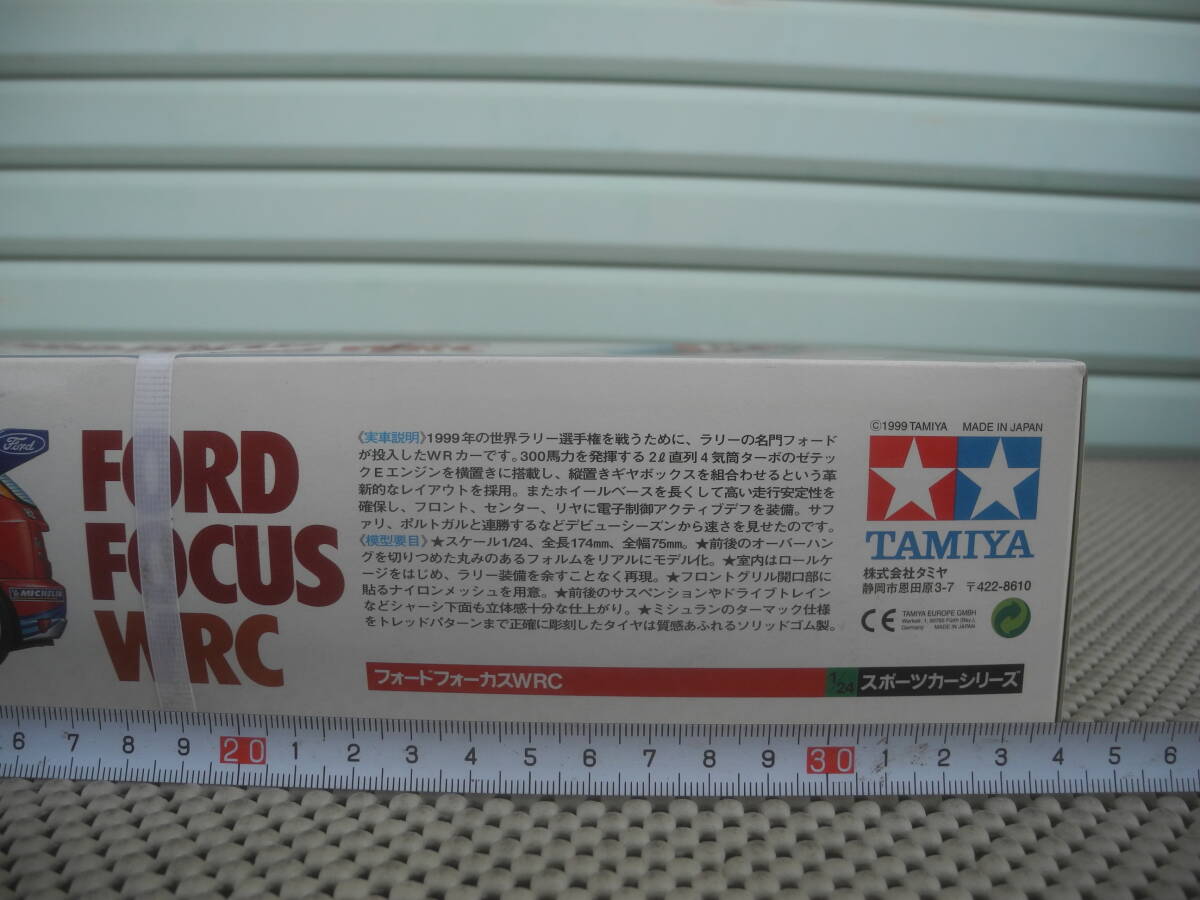 Ford
MICHELIN
FORD
FOCUS
WRC
《実車説明》1999年の世界ラリー選手権を戦うために、ラリーの名門フォード
が投入したWRカーです。300馬力を発揮する2ℓ直列4気筒ターボのゼテッ
クEエンジンを横置きに搭載し、縦置きギヤボックスを組合わせるという革
新的なレイアウトを採用。またホイールベースを長くして高い走行安定性を
確保し、フロント、センター、リヤに電子制御アクティブデフを装備。サフ
ァリ、ポルトガルと連勝するなどデビューシーズンから速さを見せたのです。
《模型要目》★スケール1/24、全長174mm、全幅75mm。★前後のオーバーハン
グを切りつめた丸みのあるフォルムをリアルにモデル化。★室内はロールケ
ージをはじめ、ラリー装備を余すことなく再現。★フロントグリル開口部に
貼るナイロンメッシュを用意。★前後のサスペンションやドライブトレイン
などシャーシ下面も立体感十分な仕上がり。★ミシュランのターマック仕様
をトレッドパターンまで正確に彫刻したタイヤは質感あふれるソリッドゴム製。
フォードフォーカスWRC
1/24 スポーツカーシリーズ
©1999 TAMIYA MADE IN JAPAN
TAMIYA
株式会社タミヤ
静岡市恩田原3-7 〒422-8610
CE
TAMIYA EUROPE GMBH
Werkstr. 1, 90765 Fürth (Bay.),
Germany MADE IN JAPAN
6 7 8 9 20 1 2 3 4 5 6 7 8 9 30 1 2 3 4 5 6